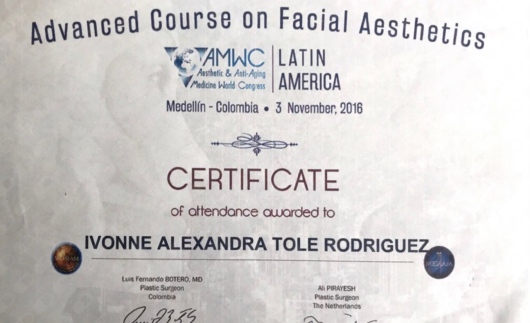 Advanced Course on Facial Aesthetics
AMWC
Aesthetic & Anti-Aging
Medicine World Congress
LATIN
AMERICA
Medellín - Colombia • 3 November, 2016
CERTIFICATE
of attendance awarded to
IVONNE ALEXANDRA TOLE RODRIGUEZ
Luis Fernando BOTERO, MD
Plastic Surgeon
Colombia
Ali PIRAYESH
Plastic Surgeon
The Netherlands